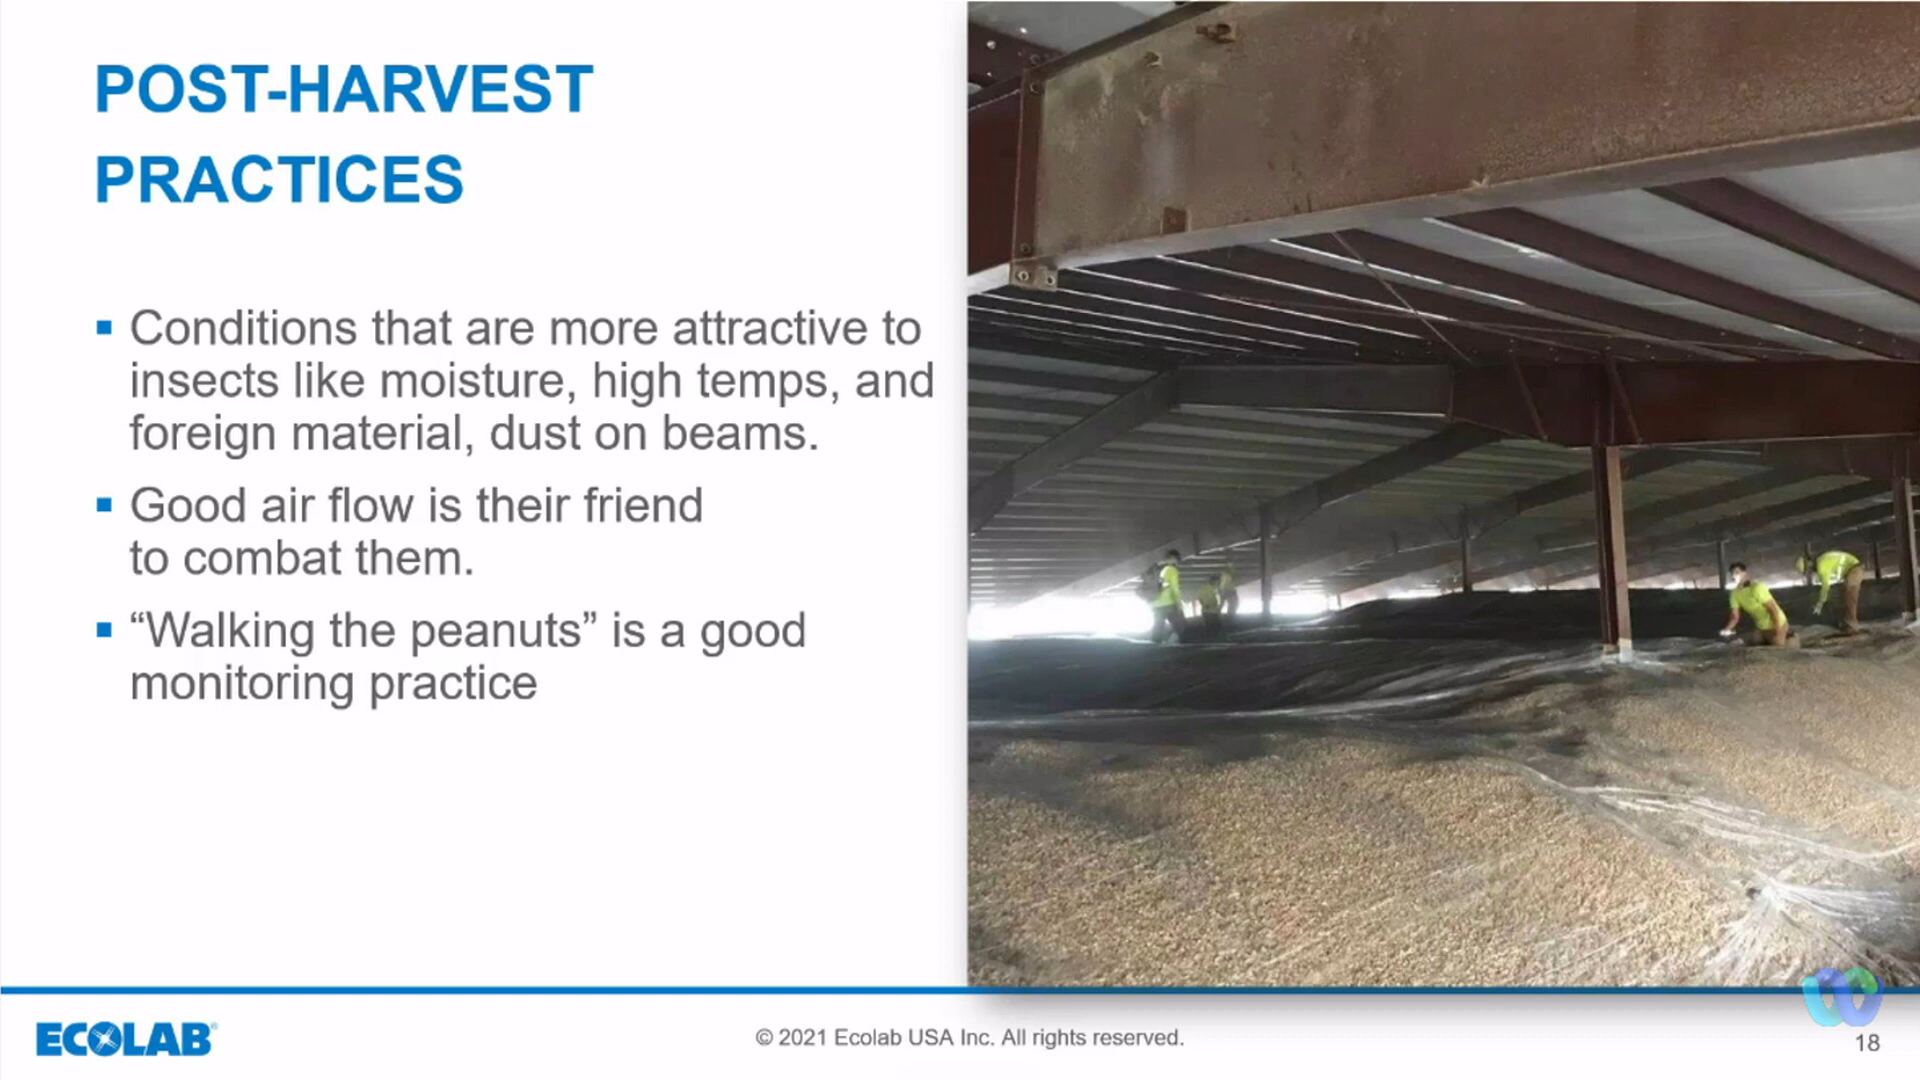 POST-HARVEST
PRACTICES
▪ Conditions that are more attractive to
insects like moisture, high temps, and
foreign material, dust on beams.
▪ Good air flow is their friend
to combat them.
▪ “Walking the peanuts” is a good
monitoring practice
ECOLAB®
© 2021 Ecolab USA Inc. All rights reserved.
18